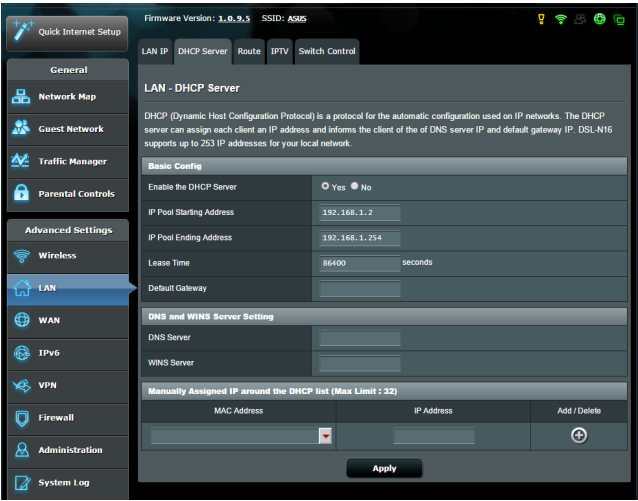 Firmware Version: 1.0.9.5 SSID: ASUS
Quick Internet Setup
General
Network Map
Guest Network
Traffic Manager
Parental Controls
Advanced Settings
Wireless
LAN
WAN
IPv6
VPN
Firewall
Administration
System Log
LAN IP DHCP Server Route IPTV Switch Control
LAN - DHCP Server
DHCP (Dynamic Host Configuration Protocol) is a protocol for the automatic configuration used on IP networks. The DHCP
server can assign each client an IP address and informs the client of the of DNS server IP and default gateway IP. DSL-N16
supports up to 253 IP addresses for your local network.
Basic Config
Enable the DHCP Server Yes No
IP Pool Starting Address 192.168.1.2
IP Pool Ending Address 192.168.1.254
Lease Time 86400 seconds
Default Gateway
DNS and WINS Server Setting
DNS Server
WINS Server
Manually Assigned IP around the DHCP list (Max Limit : 32)
MAC Address IP Address Add / Delete
Apply